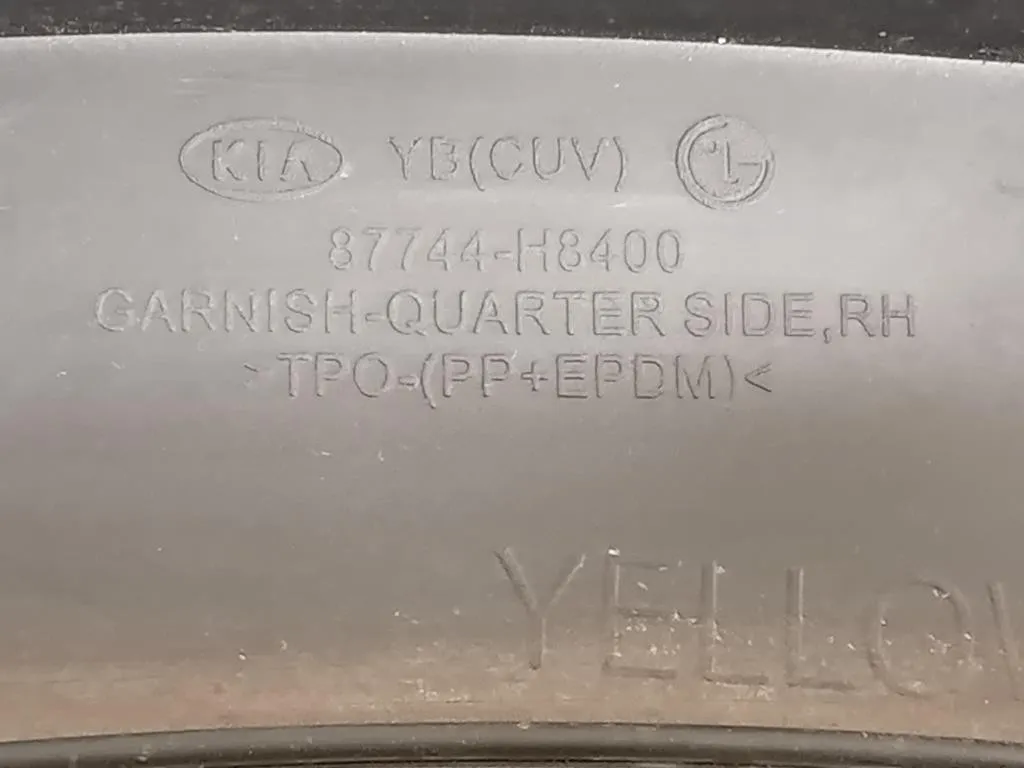 KIA YB(CUV)
87744-H8400
GARNISH-QUARTER SIDE,RH
>TPO-(PP+EPDM)<